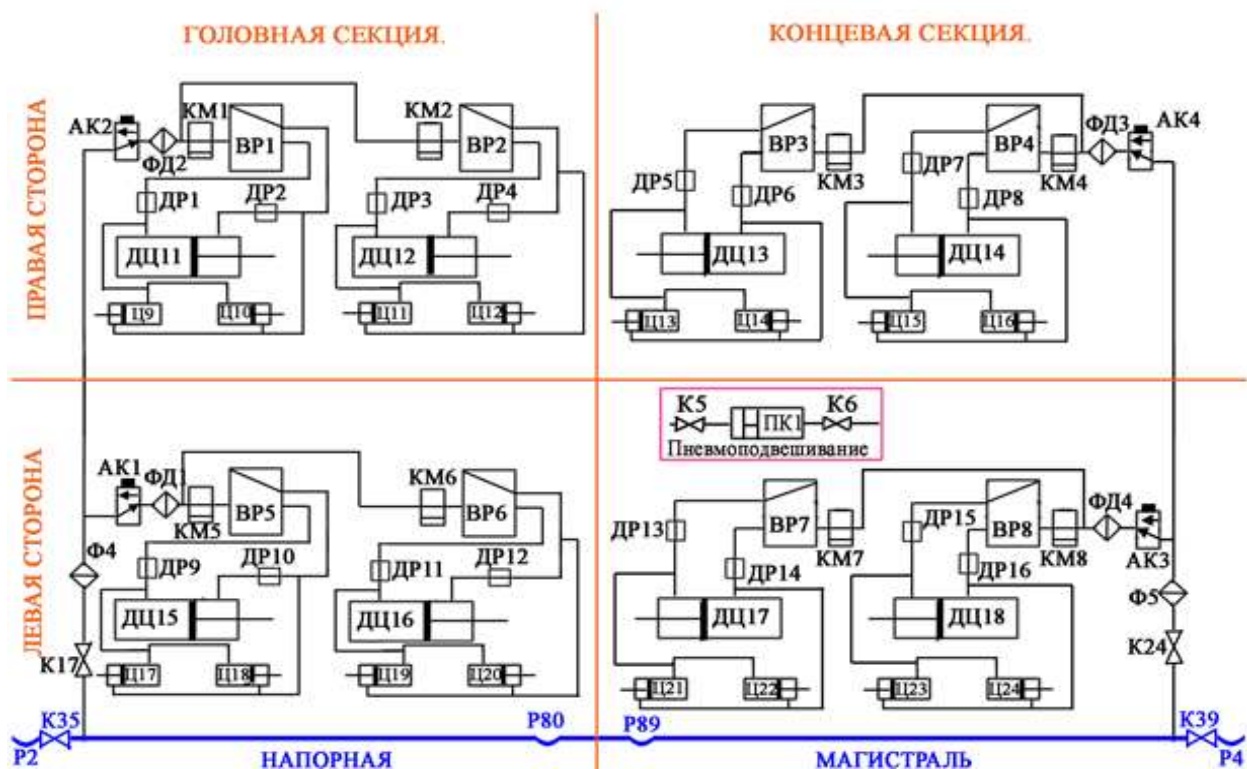 ГОЛОВНАЯ СЕКЦИЯ.
КОНЦЕВАЯ СЕКЦИЯ.
ПРАВАЯ СТОРОНА
АК2
ФД2
КМ1
ВР1
КМ2
ВР2
ДР1
ДР2
ДР3
ДР4
ДЦ11
ДЦ12
Ц9
Ц10
Ц11
Ц12
ВР3
КМ3
ВР4
КМ4
ФД3
АК4
ДР5
ДР6
ДР7
ДР8
ДЦ13
ДЦ14
Ц13
Ц14
Ц15
Ц16
ЛЕВАЯ СТОРОНА
К5
ПК1
К6
Пневмоподвешивание
АК1
ФД1
КМ5
ВР5
КМ6
ВР6
Ф4
ДР9
ДР10
ДР11
ДР12
ДЦ15
ДЦ16
К17
Ц17
Ц18
Ц19
Ц20
ВР7
КМ7
ВР8
КМ8
ФД4
АК3
ДР13
ДР14
ДР15
ДР16
ДЦ17
ДЦ18
Ф5
К24
Ц21
Ц22
Ц23
Ц24
К35
Р80
Р89
К39
Р2
НАПОРНАЯ
МАГИСТРАЛЬ
Р4